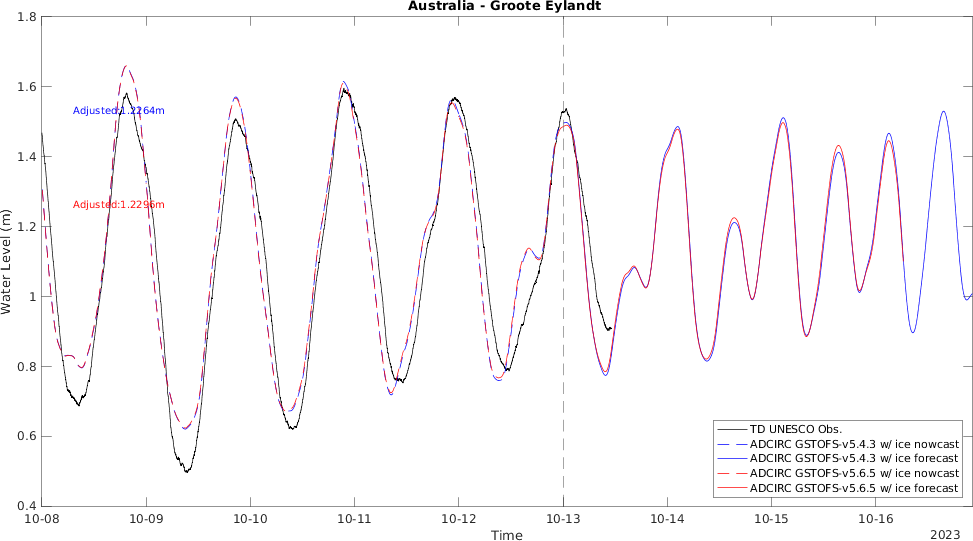 Australia - Groote Eylandt
1.8
1.6
1.4
1.2
1
0.8
0.6
0.4
Water Level (m)
Adjusted:1.2264m
Adjusted:1.2296m
TD UNESCO Obs.
ADCIRC GSTOFS-v5.4.3 w/ ice nowcast
ADCIRC GSTOFS-v5.4.3 w/ ice forecast
ADCIRC GSTOFS-v5.6.5 w/ ice nowcast
ADCIRC GSTOFS-v5.6.5 w/ ice forecast
10-08 10-09 10-10 10-11 10-12 10-13 10-14 10-15 10-16
Time
2023